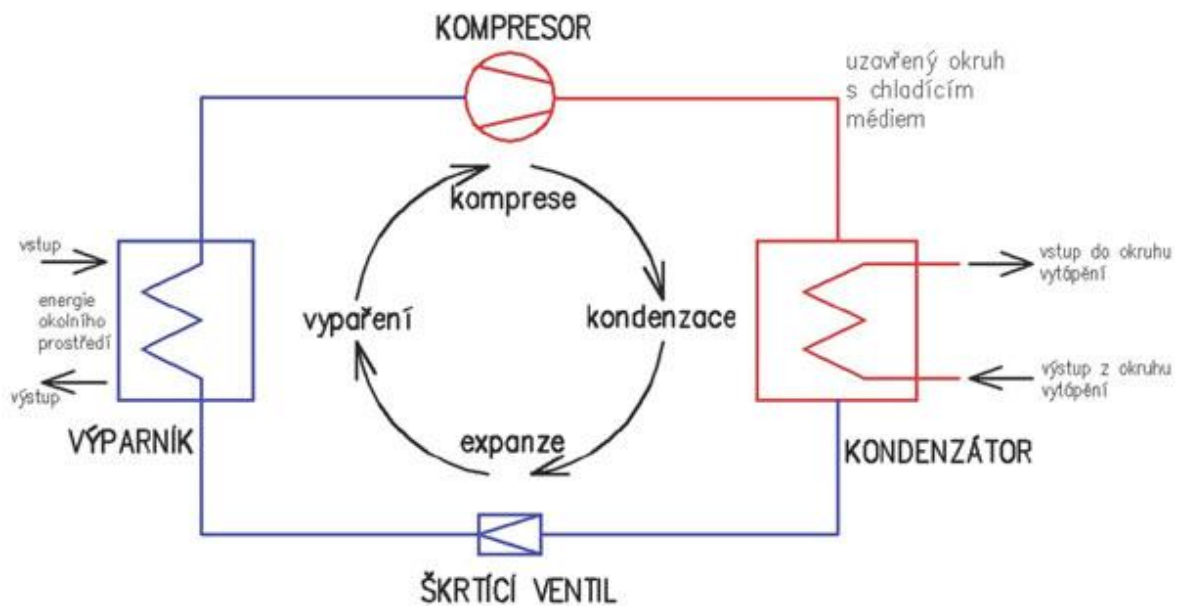 KOMPRESOR
uzavřený okruh
s chladícím
médiem
komprese
vstup
energie
okolního
prostředí
výstup
vypaření
kondenzace
vstup do okruhu
vytápění
výstup z okruhu
vytápění
VÝPARNÍK
expanze
KONDENZÁTOR
ŠKRTÍCÍ VENTIL